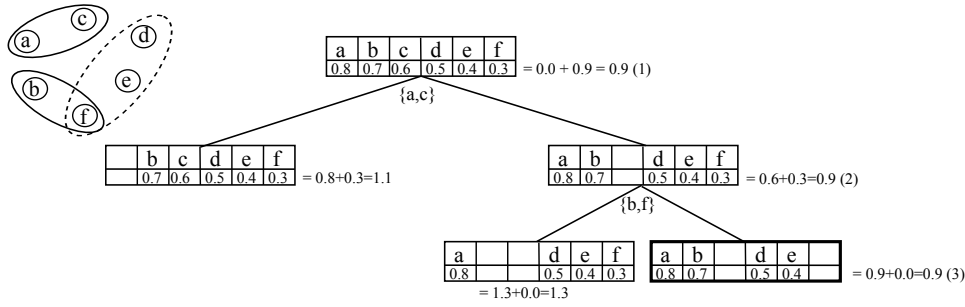 c
a
d
b
e
f
a b c d e f
0.8 0.7 0.6 0.5 0.4 0.3 = 0.0 + 0.9 = 0.9 (1)
{a,c}
b c d e f
0.7 0.6 0.5 0.4 0.3 = 0.8+0.3=1.1
a b d e f
0.8 0.7 0.5 0.4 0.3 = 0.6+0.3=0.9 (2)
{b,f}
a d e f
0.8 0.5 0.4 0.3
= 1.3+0.0=1.3
a b d e
0.8 0.7 0.5 0.4 = 0.9+0.0=0.9 (3)